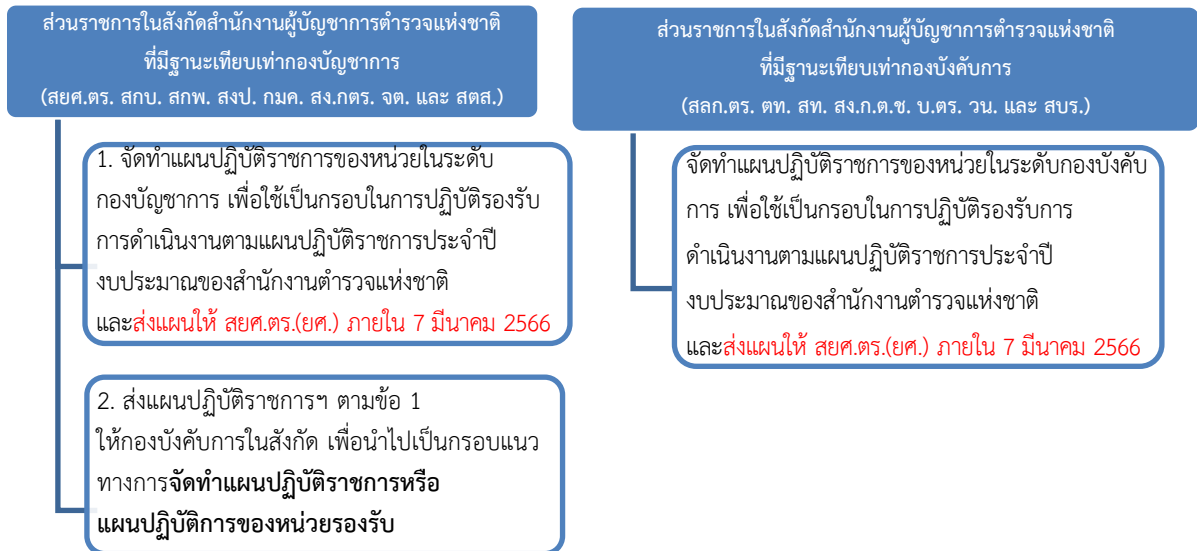 ส่วนราชการในสังกัดสำนักงานผู้บัญชาการตำรวจแห่งชาติ
ที่มีฐานะเทียบเท่ากองบัญชาการ
(สยศ.ตร. สกบ. สกพ. สงป. กมค. สง.กตร. จต. และ สตส.)
1. จัดทำแผนปฏิบัติราชการของหน่วยในระดับ
กองบัญชาการ เพื่อใช้เป็นกรอบในการปฏิบัติรองรับ
การดำเนินงานตามแผนปฏิบัติราชการประจำปี
งบประมาณของสำนักงานตำรวจแห่งชาติ
และส่งแผนให้ สยศ.ตร.(ยศ.) ภายใน 7 มีนาคม 2566
2. ส่งแผนปฏิบัติราชการฯ ตามข้อ 1
ให้กองบังคับการในสังกัด เพื่อนำไปเป็นกรอบแนว
ทางการจัดทำแผนปฏิบัติราชการหรือ
แผนปฏิบัติการของหน่วยรองรับ
ส่วนราชการในสังกัดสำนักงานผู้บัญชาการตำรวจแห่งชาติ
ที่มีฐานะเทียบเท่ากองบังคับการ
(สลก.ตร. ตท. สท. สง.ก.ต.ช. บ.ตร. วน. และ สบร.)
จัดทำแผนปฏิบัติราชการของหน่วยในระดับกองบังคับ
การ เพื่อใช้เป็นกรอบในการปฏิบัติรองรับการ
ดำเนินงานตามแผนปฏิบัติราชการประจำปี
งบประมาณของสำนักงานตำรวจแห่งชาติ
และส่งแผนให้ สยศ.ตร.(ยศ.) ภายใน 7 มีนาคม 2566